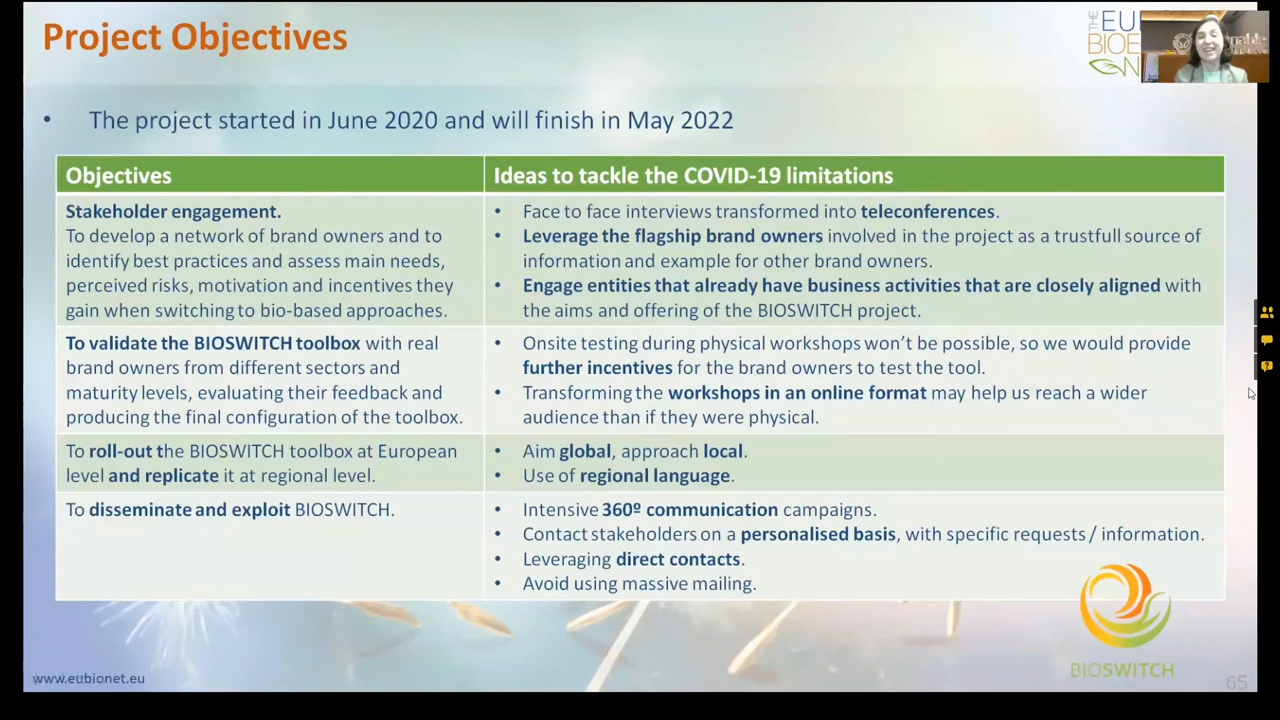 Project Objectives
THE EU
BIOE
N
• The project started in June 2020 and will finish in May 2022
Objectives
Ideas to tackle the COVID-19 limitations
Stakeholder engagement.
To develop a network of brand owners and to
identify best practices and assess main needs,
perceived risks, motivation and incentives they
gain when switching to bio-based approaches.
• Face to face interviews transformed into teleconferences.
• Leverage the flagship brand owners involved in the project as a trustfull source of
information and example for other brand owners.
• Engage entities that already have business activities that are closely aligned with
the aims and offering of the BIOSWITCH project.
To validate the BIOSWITCH toolbox with real
brand owners from different sectors and
maturity levels, evaluating their feedback and
producing the final configuration of the toolbox.
• Onsite testing during physical workshops won't be possible, so we would provide
further incentives for the brand owners to test the tool.
• Transforming the workshops in an online format may help us reach a wider
audience than if they were physical.
To roll-out the BIOSWITCH toolbox at European
level and replicate it at regional level.
• Aim global, approach local.
• Use of regional language.
To disseminate and exploit BIOSWITCH.
• Intensive 360º communication campaigns.
• Contact stakeholders on a personalised basis, with specific requests / information.
• Leveraging direct contacts.
• Avoid using massive mailing.
BIOSWITCH
www.eubionet.eu
65